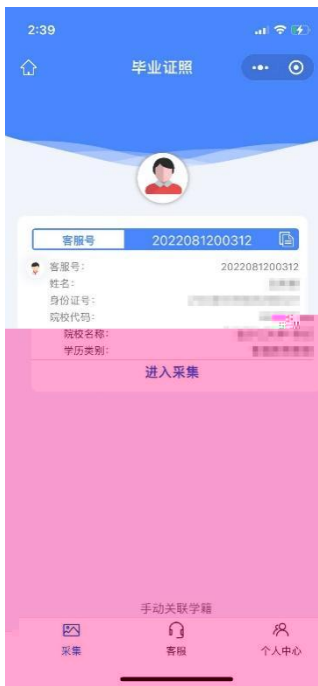 2:39
毕业证照
客服号 2022081200312
客服号: 2022081200312
姓名:
身份证号:
院校代码:
院校名称:
学历类别:
进入采集
手动关联学籍
采集 客服 个人中心